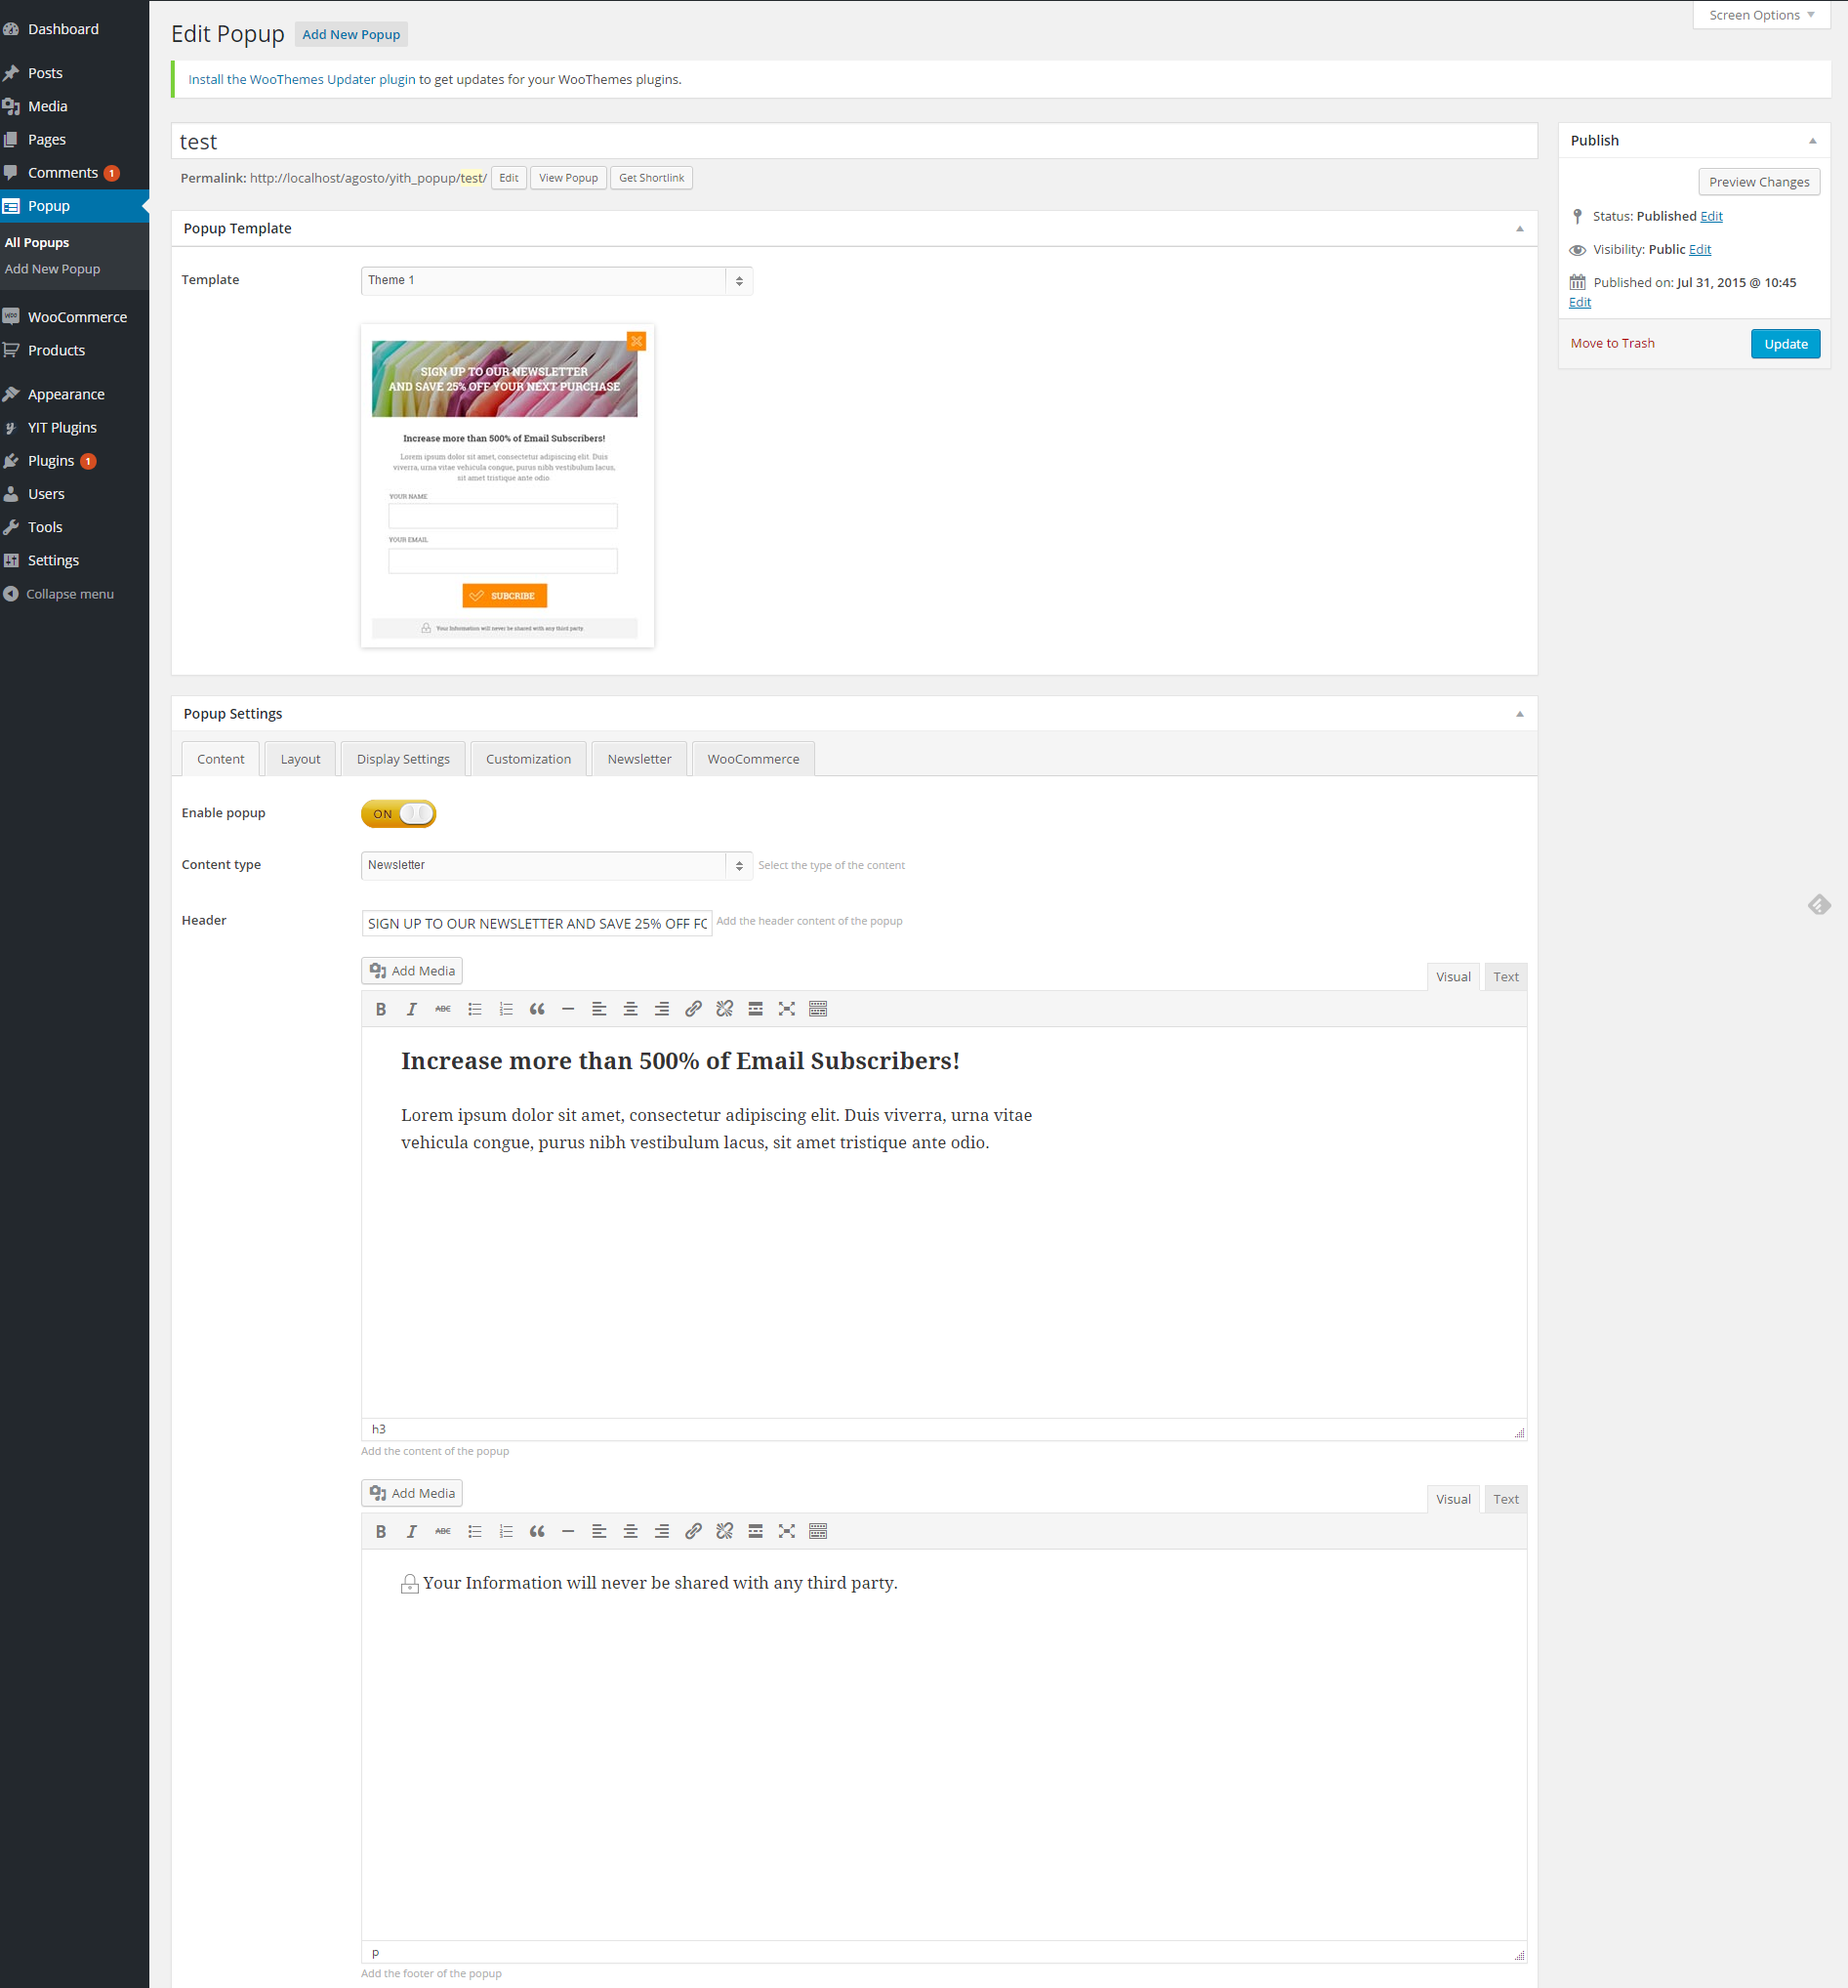 Screen Options
Dashboard
Posts
Media
Pages
Comments 1
Popup
All Popups
Add New Popup
WooCommerce
Products
Appearance
YIT Plugins
Plugins 1
Users
Tools
Settings
Collapse menu
Edit Popup Add New Popup
Install the WooThemes Updater plugin to get updates for your WooThemes plugins.
test
Permalink: http://localhost/agosto/yith_popup/test/ Edit View Popup Get Shortlink
Popup Template
Template Theme 1
SIGN UP TO OUR NEWSLETTER
AND SAVE 25% OFF YOUR NEXT PURCHASE
Increase more than 500% of Email Subscribers!
Lorem ipsum dolor sit amet, consectetur adipiscing elit. Duis
viverra, urna vitae vehicula congue, purus nibh vestibulum lacus,
sit amet tristique ante odio
YOUR NAME
YOUR EMAIL
SUBCRIBE
Your Information will never be shared with any third party
Popup Settings
Content Layout Display Settings Customization Newsletter WooCommerce
Enable popup ON
Content type Newsletter Select the type of the content
Header SIGN UP TO OUR NEWSLETTER AND SAVE 25% OFF FC Add the header content of the popup
Add Media Visual Text
B I ABC
Increase more than 500% of Email Subscribers!
Lorem ipsum dolor sit amet, consectetur adipiscing elit. Duis viverra, urna vitae
vehicula congue, purus nibh vestibulum lacus, sit amet tristique ante odio.
h3
Add the content of the popup
Add Media Visual Text
B I ABC
Your Information will never be shared with any third party.
p
Add the footer of the popup
Publish
Preview Changes
Status: Published Edit
Visibility: Public Edit
Published on: Jul 31, 2015 @ 10:45
Edit
Move to Trash Update